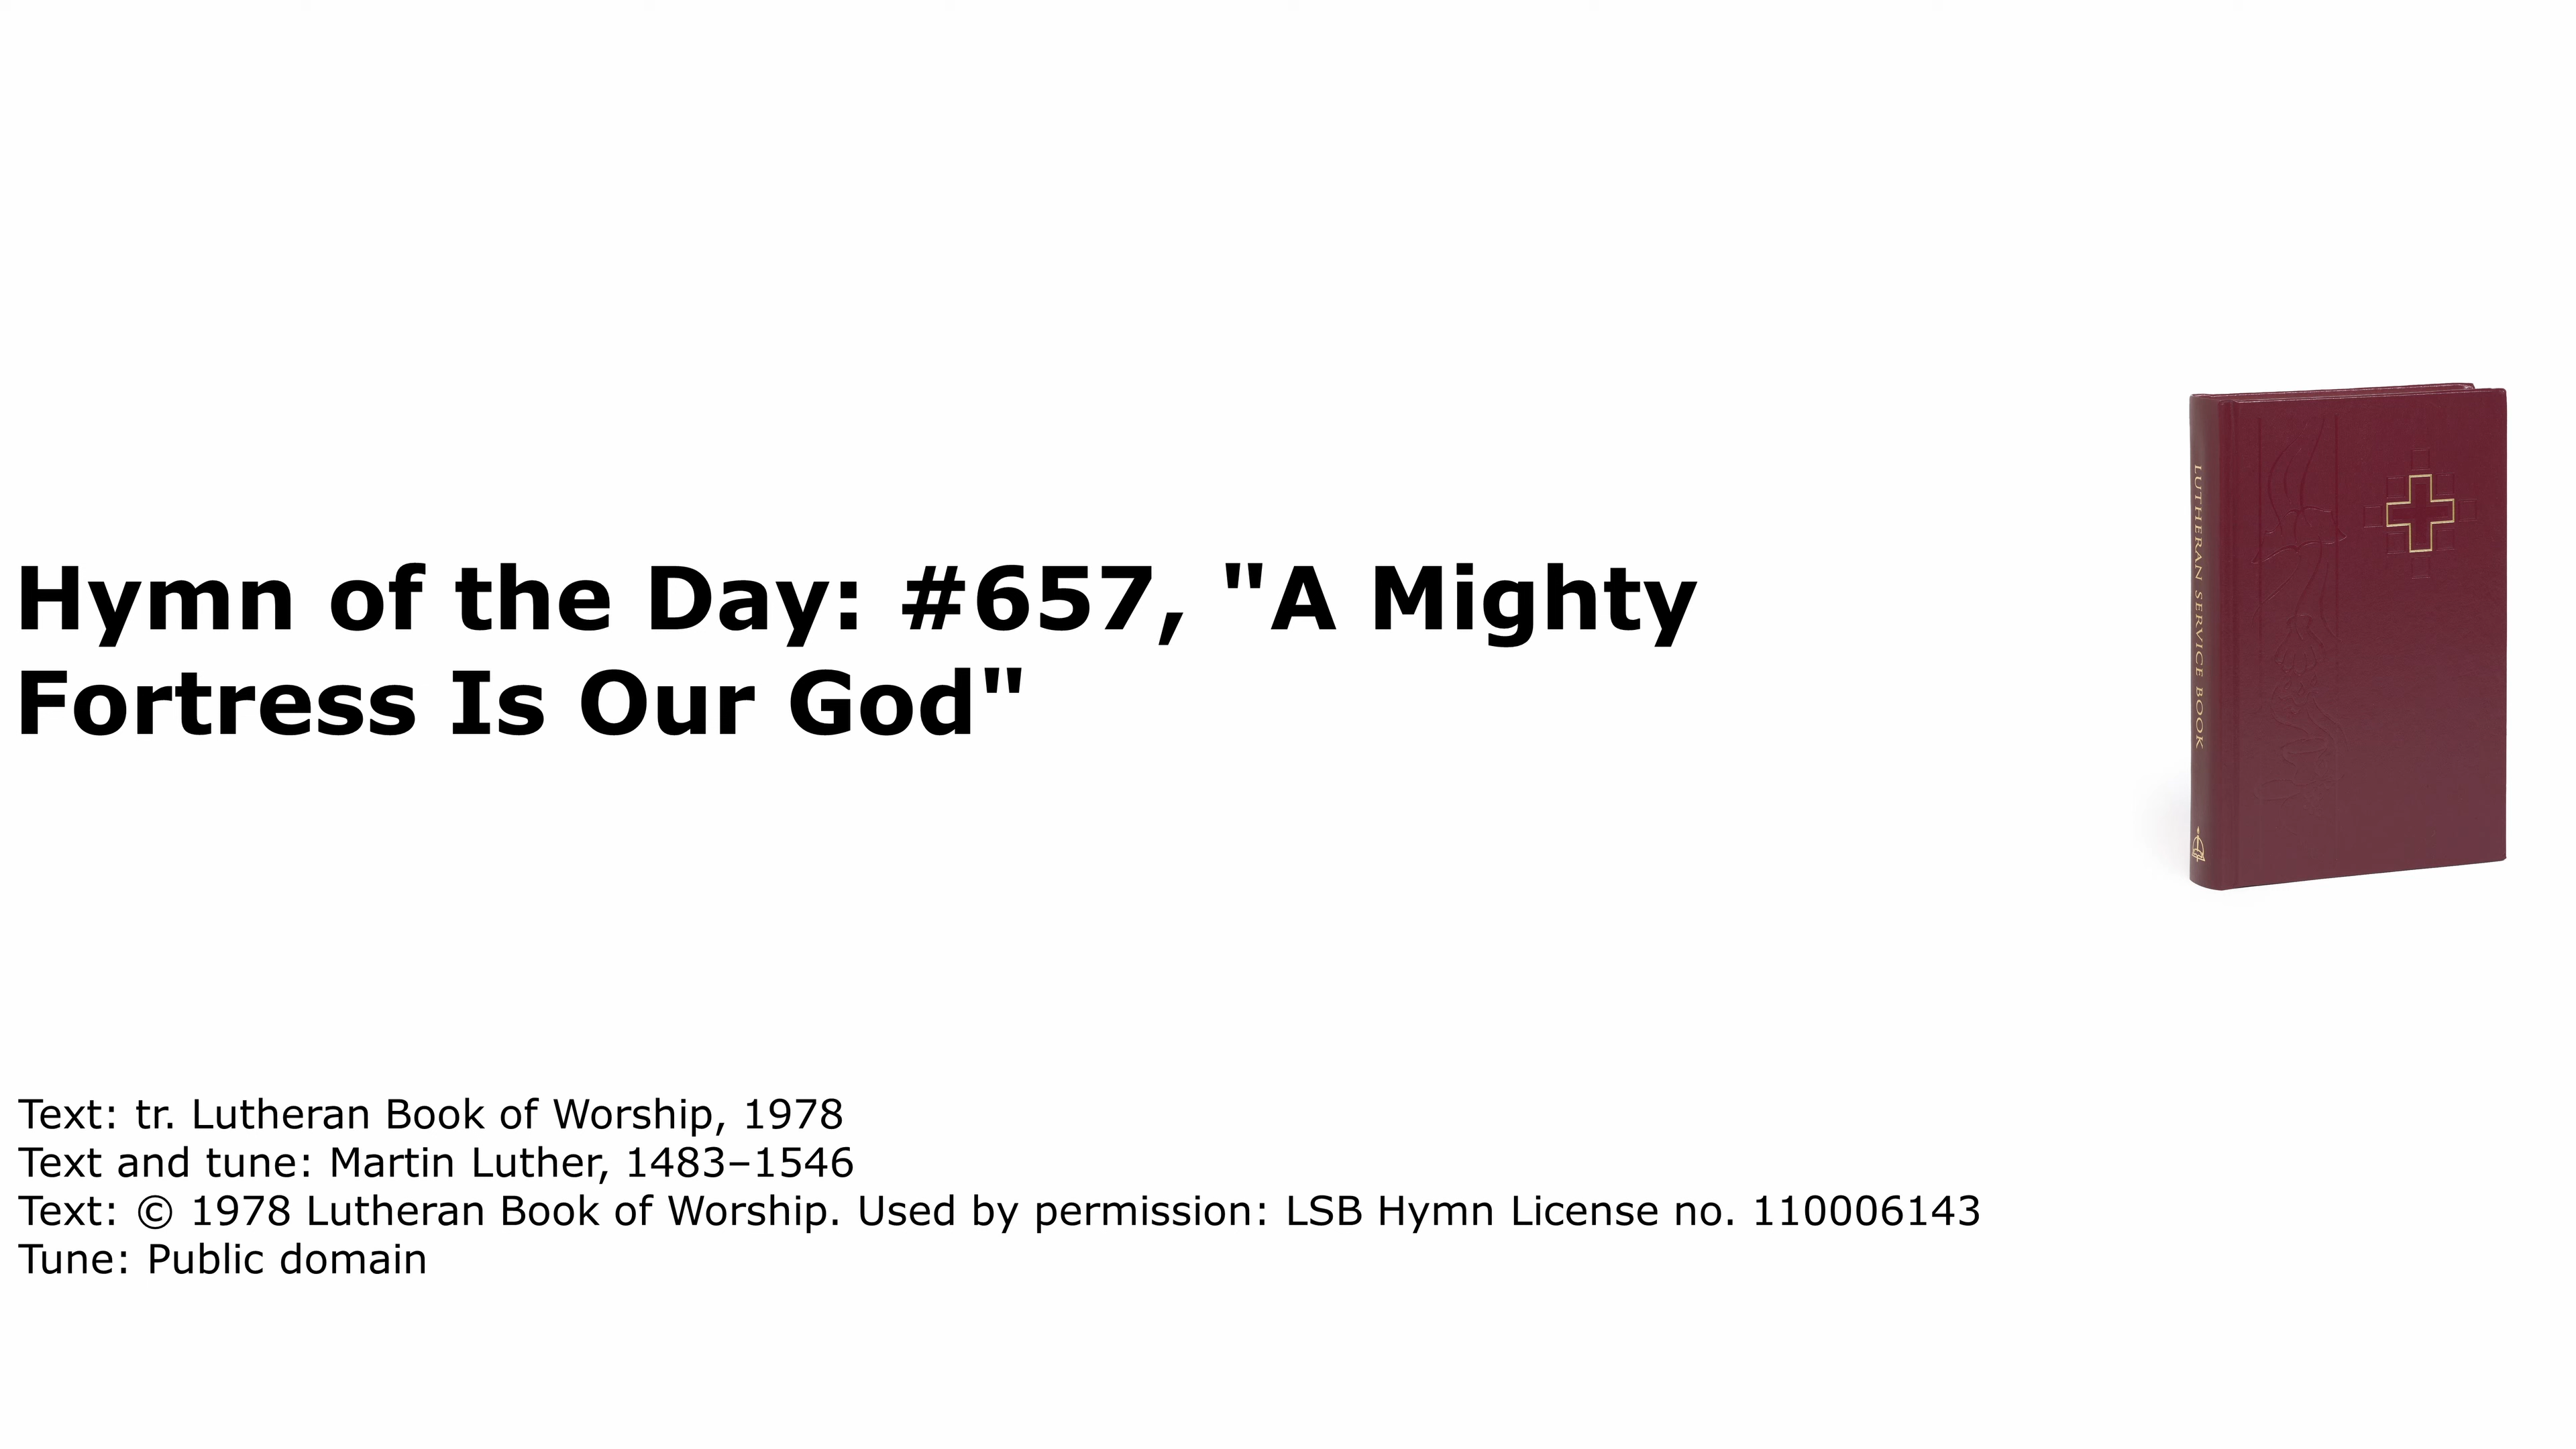 Hymn of the Day: #657, "A Mighty
Fortress Is Our God"
LUTHERAN SERVICE BOOK
Text: tr. Lutheran Book of Worship, 1978
Text and tune: Martin Luther, 1483–1546
Text: © 1978 Lutheran Book of Worship. Used by permission: LSB Hymn License no. 110006143
Tune: Public domain